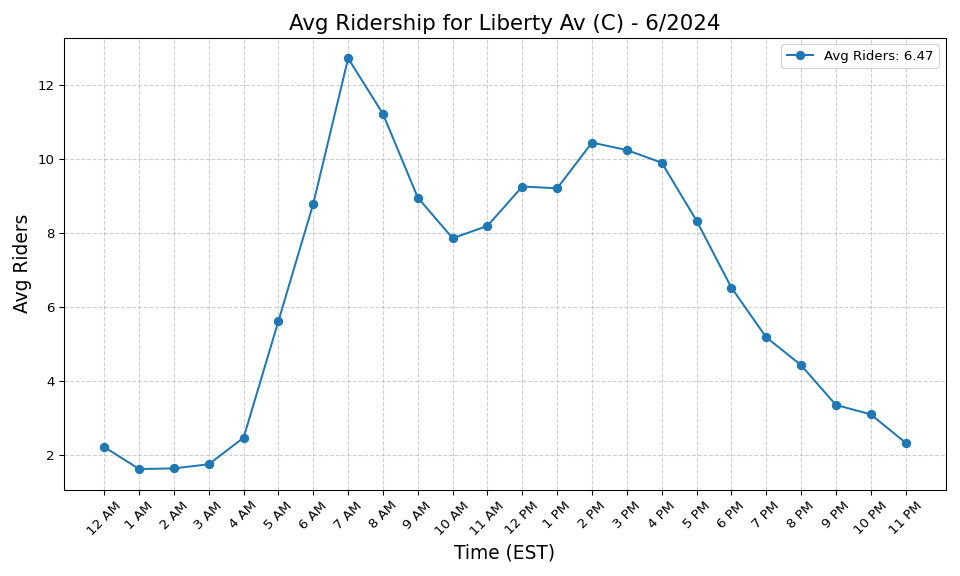 Avg Ridership for Liberty Av (C) - 6/2024
Avg Riders: 6.47
Avg Riders
12
10
8
6
4
2
12 AM
1 AM
2 AM
3 AM
4 AM
5 AM
6 AM
7 AM
8 AM
9 AM
10 AM
11 AM
12 PM
1 PM
2 PM
3 PM
4 PM
5 PM
6 PM
7 PM
8 PM
9 PM
10 PM
11 PM
Time (EST)